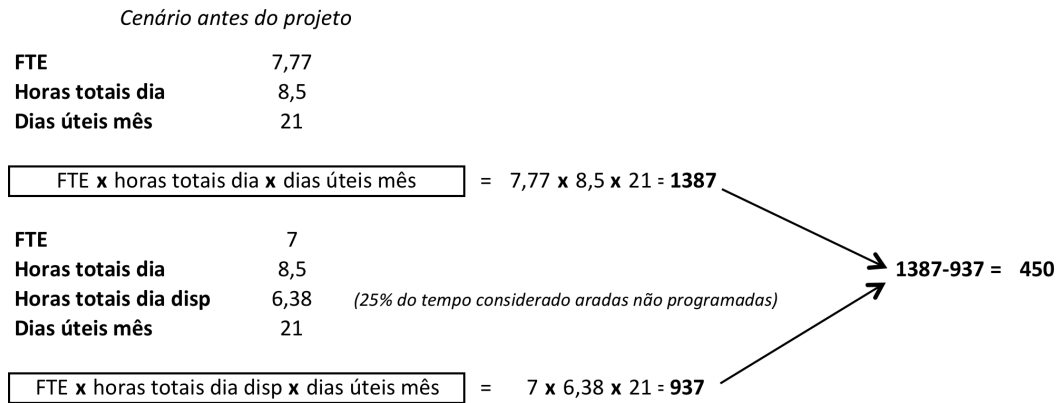 Cenário antes do projeto
FTE 7,77
Horas totais dia 8,5
Dias úteis mês 21
FTE x horas totais dia x dias úteis mês = 7,77 x 8,5 x 21 = 1387
FTE 7
Horas totais dia 8,5
Horas totais dia disp 6,38 (25% do tempo considerado aradas não programadas)
Dias úteis mês 21
1387-937 = 450
FTE x horas totais dia disp x dias úteis mês = 7 x 6,38 x 21 = 937